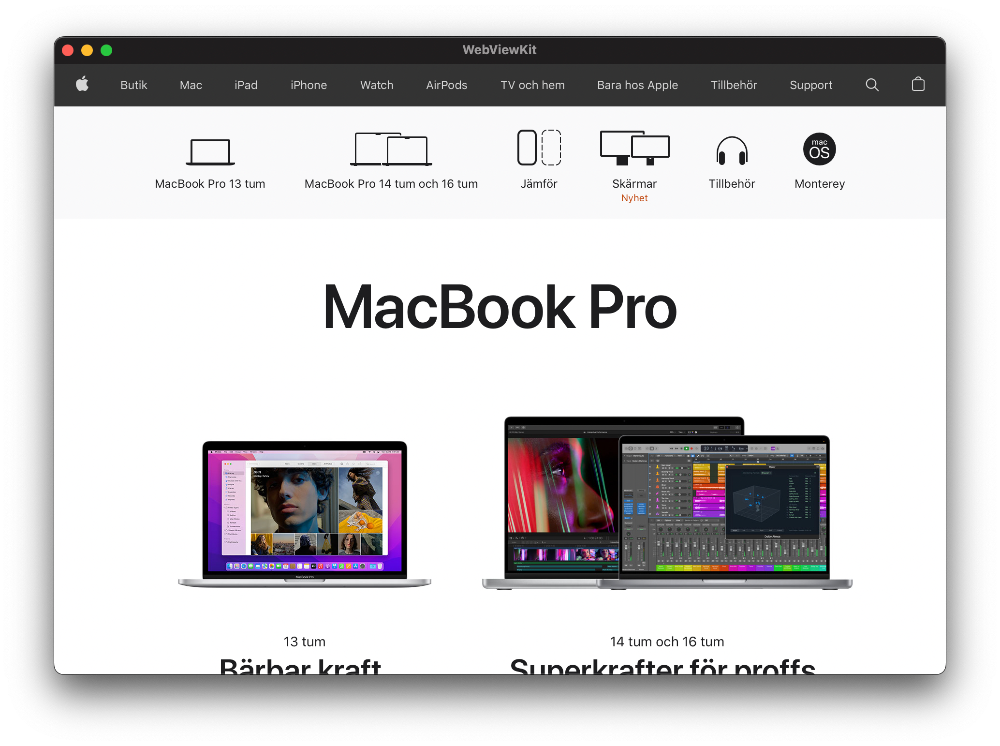 WebViewKit
Butik Mac iPad iPhone Watch AirPods TV och hem Bara hos Apple Tillbehör Support
mac
OS
MacBook Pro 13 tum MacBook Pro 14 tum och 16 tum Jämför Skärmar Tillbehör Monterey
Nyhet
MacBook Pro
MacBook Pro
13 tum 14 tum och 16 tum
Bärbar kraft Superkrafter för proffs